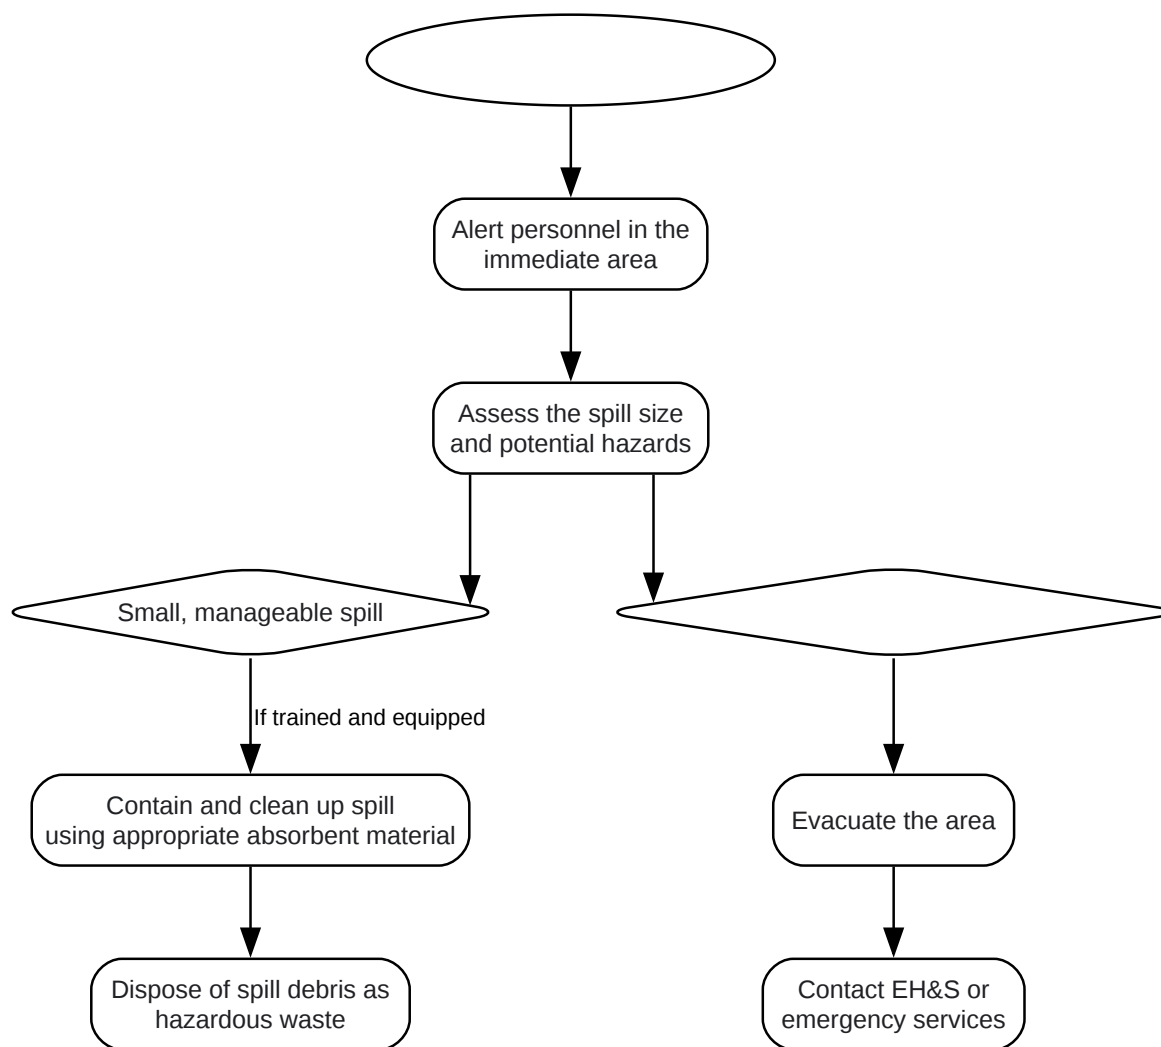 Alert personnel in the
immediate area
Assess the spill size
and potential hazards
Small, manageable spill
If trained and equipped
Contain and clean up spill
using appropriate absorbent material
Evacuate the area
Dispose of spill debris as
hazardous waste
Contact EH&S or
emergency services